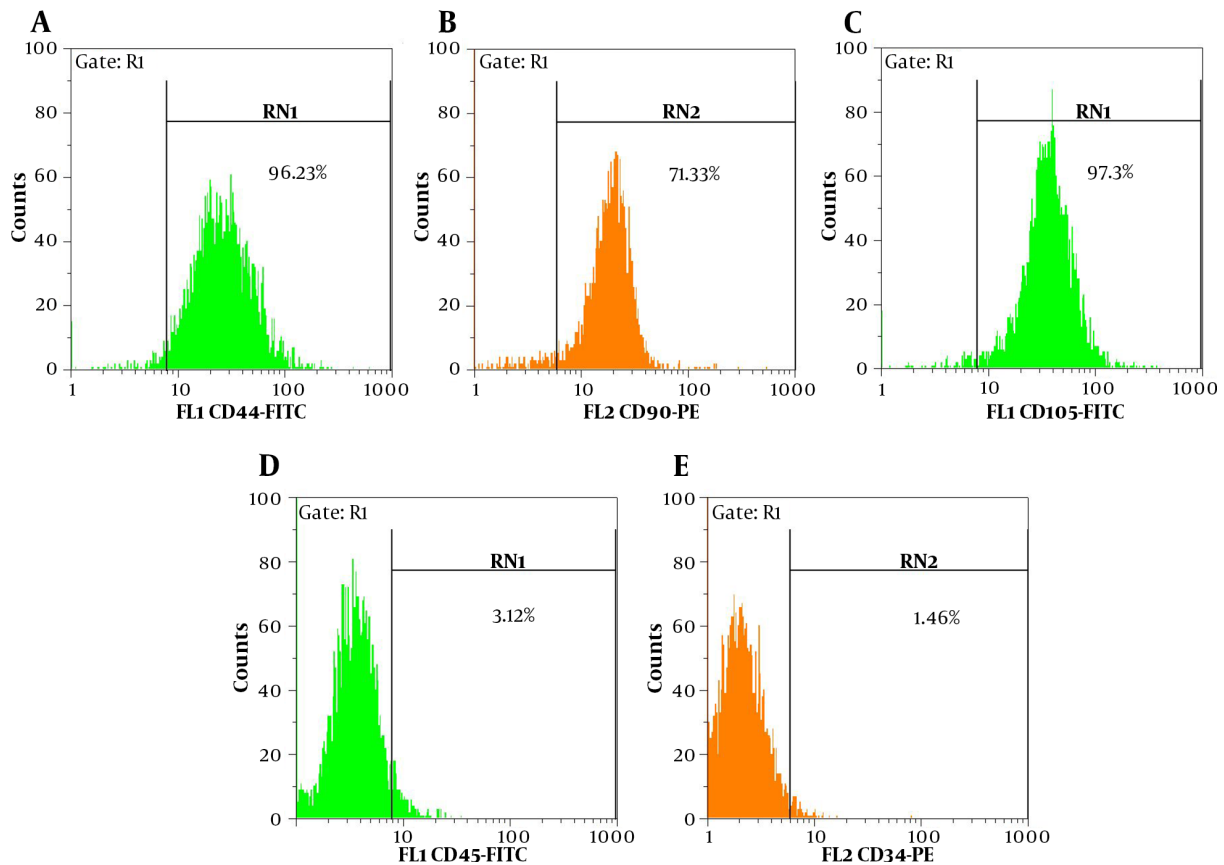 A
100
80
60
40
20
0
Counts
Gate: R1
RN1
96.23%
1
10
100
1000
FL1 CD44-FITC
B
100
80
60
40
20
0
Counts
Gate: R1
RN2
71.33%
1
10
100
1000
FL2 CD90-PE
C
100
80
60
40
20
0
Counts
Gate: R1
RN1
97.3%
1
10
100
1000
FL1 CD105-FITC
D
100
80
60
40
20
0
Counts
Gate: R1
RN1
3.12%
10
100
1000
FL1 CD45-FITC
E
100
80
60
40
20
0
Counts
Gate: R1
RN2
1.46%
1
10
100
1000
FL2 CD34-PE